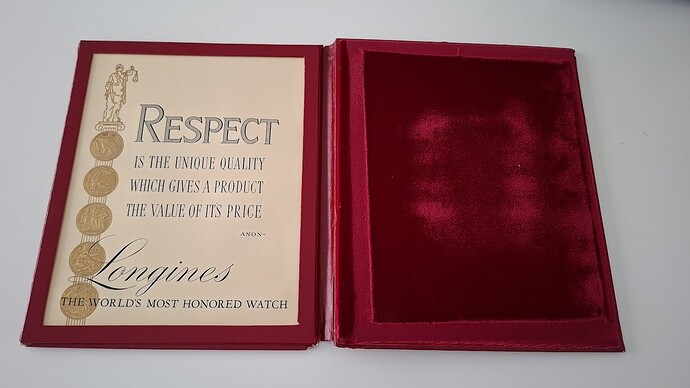 RESPECT
IS THE UNIQUE QUALITY
WHICH GIVES A PRODUCT
THE VALUE OF ITS PRICE
ANON-
Longines
THE WORLD'S MOST HONORED WATCH